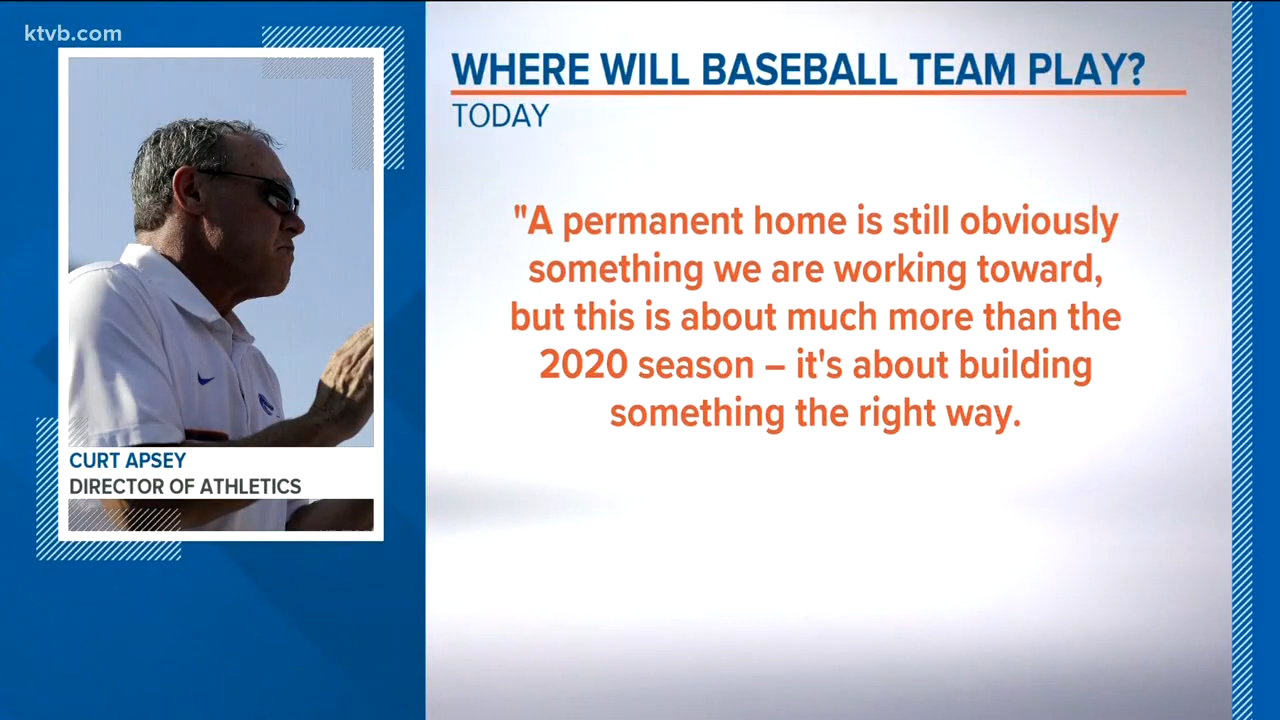 ktvb.com
WHERE WILL BASEBALL TEAM PLAY?
TODAY
"A permanent home is still obviously
something we are working toward,
but this is about much more than the
2020 season – it's about building
something the right way.
CURT APSEY
DIRECTOR OF ATHLETICS